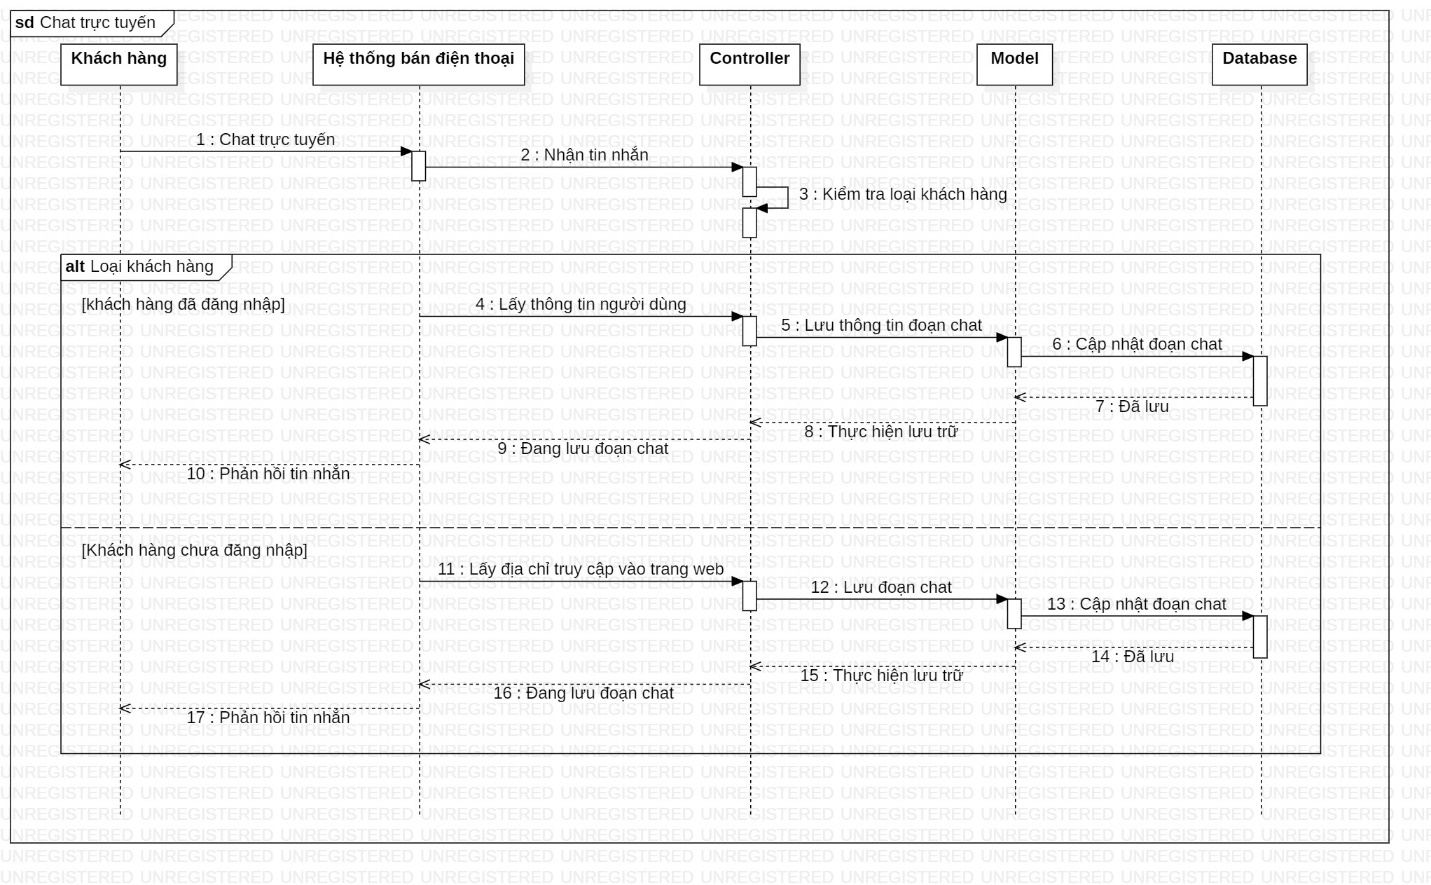 sd Chat trực tuyến
Khách hàng
Hệ thống bán điện thoại
Controller
Model
Database
1 : Chat trực tuyến
2 : Nhận tin nhắn
3 : Kiểm tra loại khách hàng
alt Loại khách hàng
[khách hàng đã đăng nhập]
4 : Lấy thông tin người dùng
5 : Lưu thông tin đoạn chat
6 : Cập nhật đoạn chat
7 : Đã lưu
8 : Thực hiện lưu trữ
9 : Đang lưu đoạn chat
10 : Phản hồi tin nhắn
[Khách hàng chưa đăng nhập]
11 : Lấy địa chỉ truy cập vào trang web
12 : Lưu đoạn chat
13 : Cập nhật đoạn chat
14 : Đã lưu
15 : Thực hiện lưu trữ
16 : Đang lưu đoạn chat
17 : Phản hồi tin nhắn
UNREGISTERED